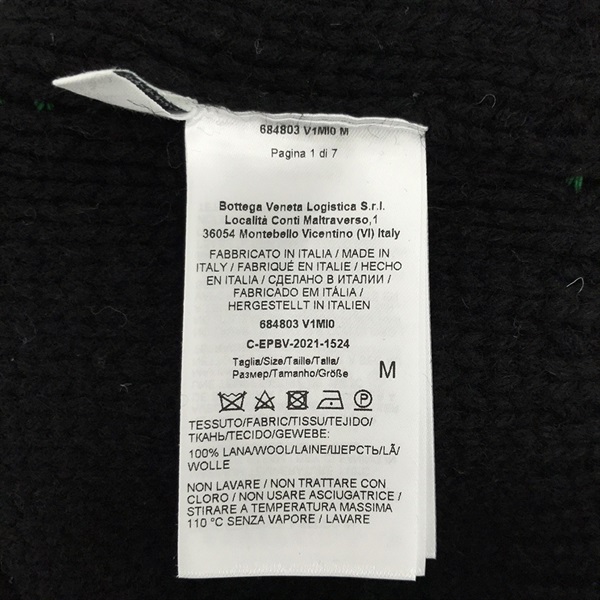 684803 V1MI0 M
Pagina 1 di 7
Bottega Veneta Logistica S.r.l.
Località Conti Maltraverso,1
36054 Montebello Vicentino (VI) Italy
FABBRICATO IN ITALIA / MADE IN
ITALY / FABRIQUÉ EN ITALIE / HECHO
EN ITALIA / СДЕЛАНО В ИТАЛИИ /
FABRICADO EM ITÁLIA /
HERGESTELLT IN ITALIEN
684803 V1MI0
C-EPBV-2021-1524
Taglia/Size/Taille/Talla/
Размер/Tamanho/Größe
M
P
TESSUTO/FABRIC/TISSU/TEJIDO/
ТКАНЬ/TECIDO/GEWEBE:
100% LANA/WOOL/LAINE/ШЕРСТЬ/LÃ/
WOLLE
NON LAVARE / NON TRATTARE CON
CLORO / NON USARE ASCIUGATRICE /
STIRARE A TEMPERATURA MASSIMA
110 °C SENZA VAPORE / LAVARE